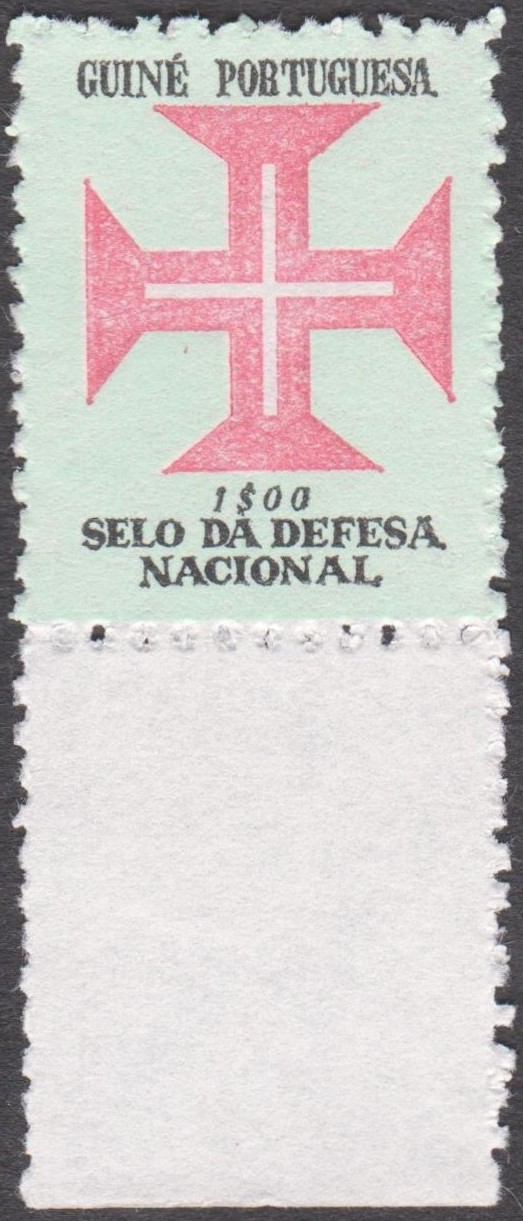 GUINÉ PORTUGUESA
1$00
SELO DA DEFESA
NACIONAL